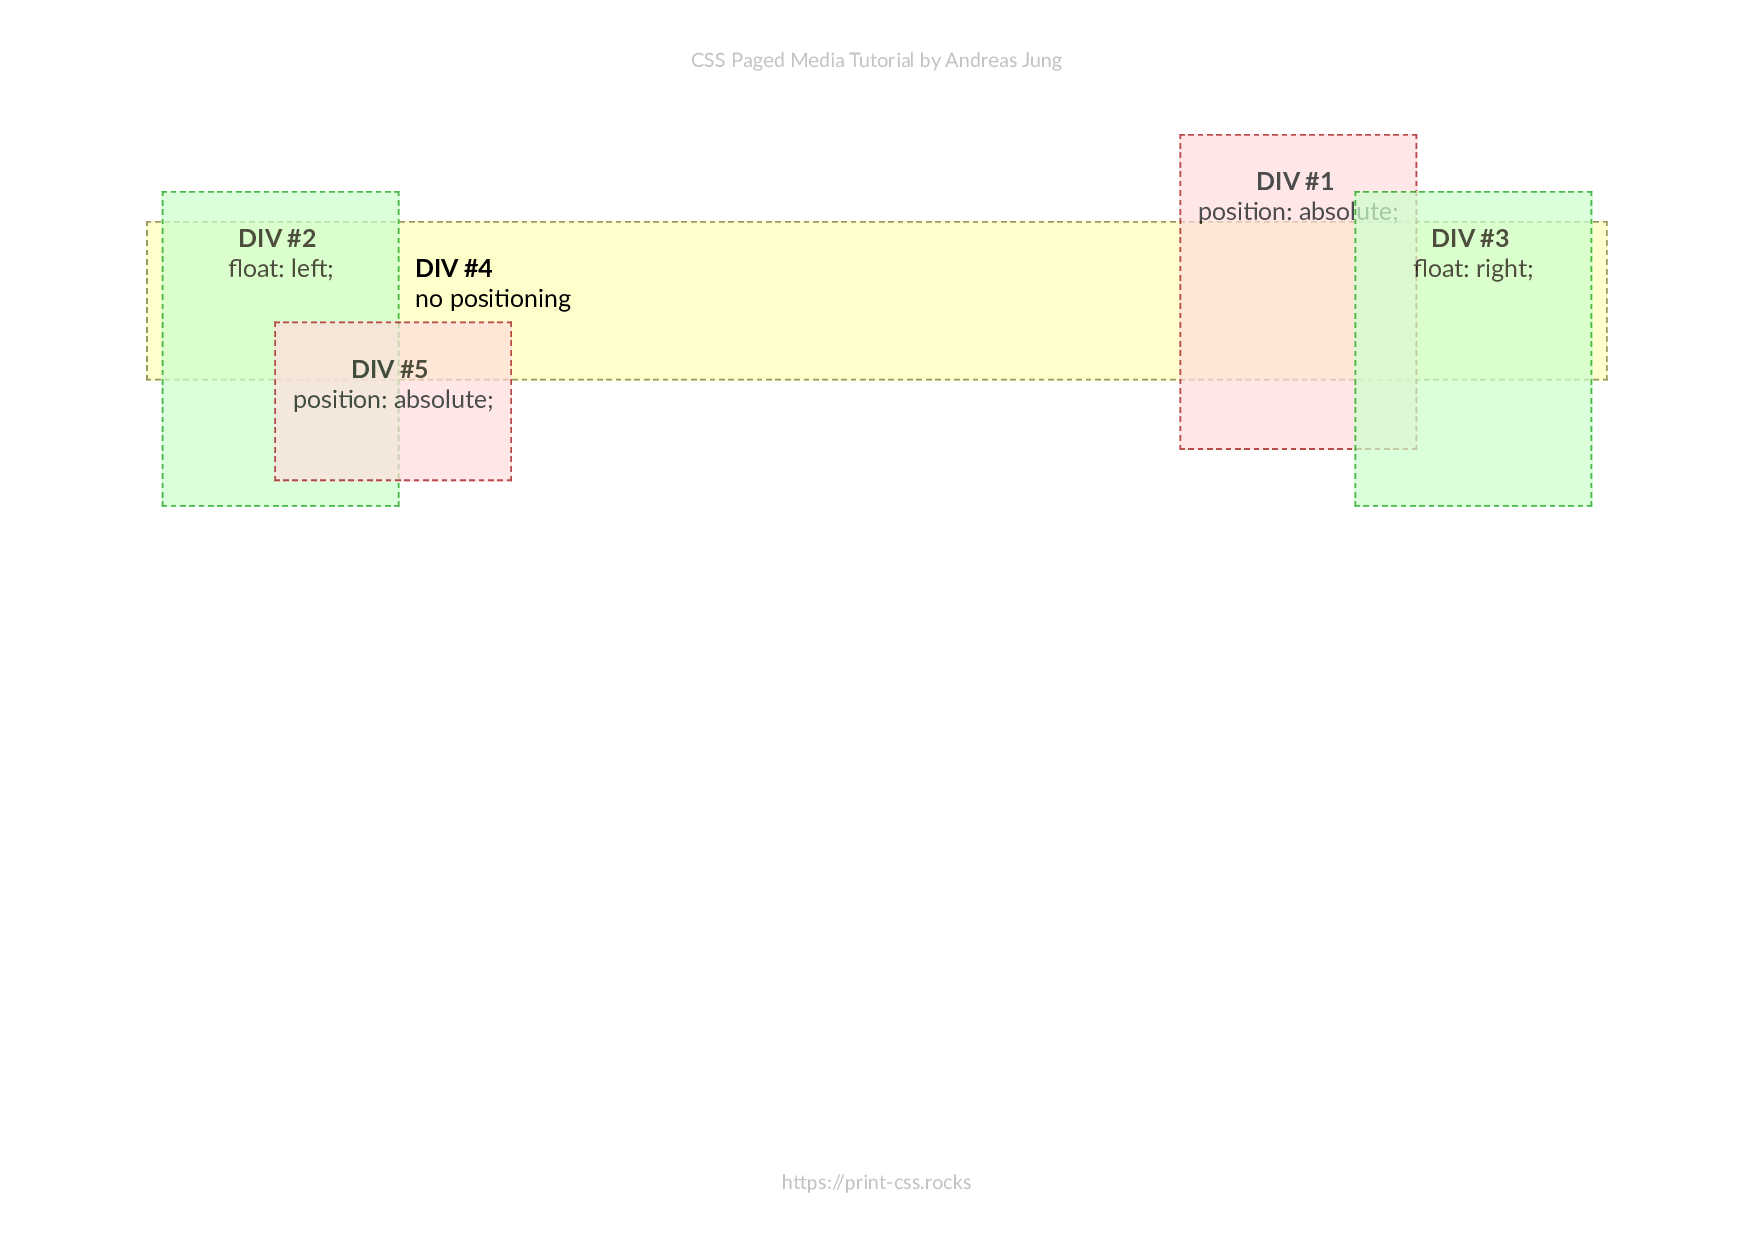 CSS Paged Media Tutorial by Andreas Jung
DIV #1
position: absolute;
DIV #2
float: left;
DIV #3
float: right;
DIV #4
no positioning
DIV #5
position: absolute;
https://print-css.rocks